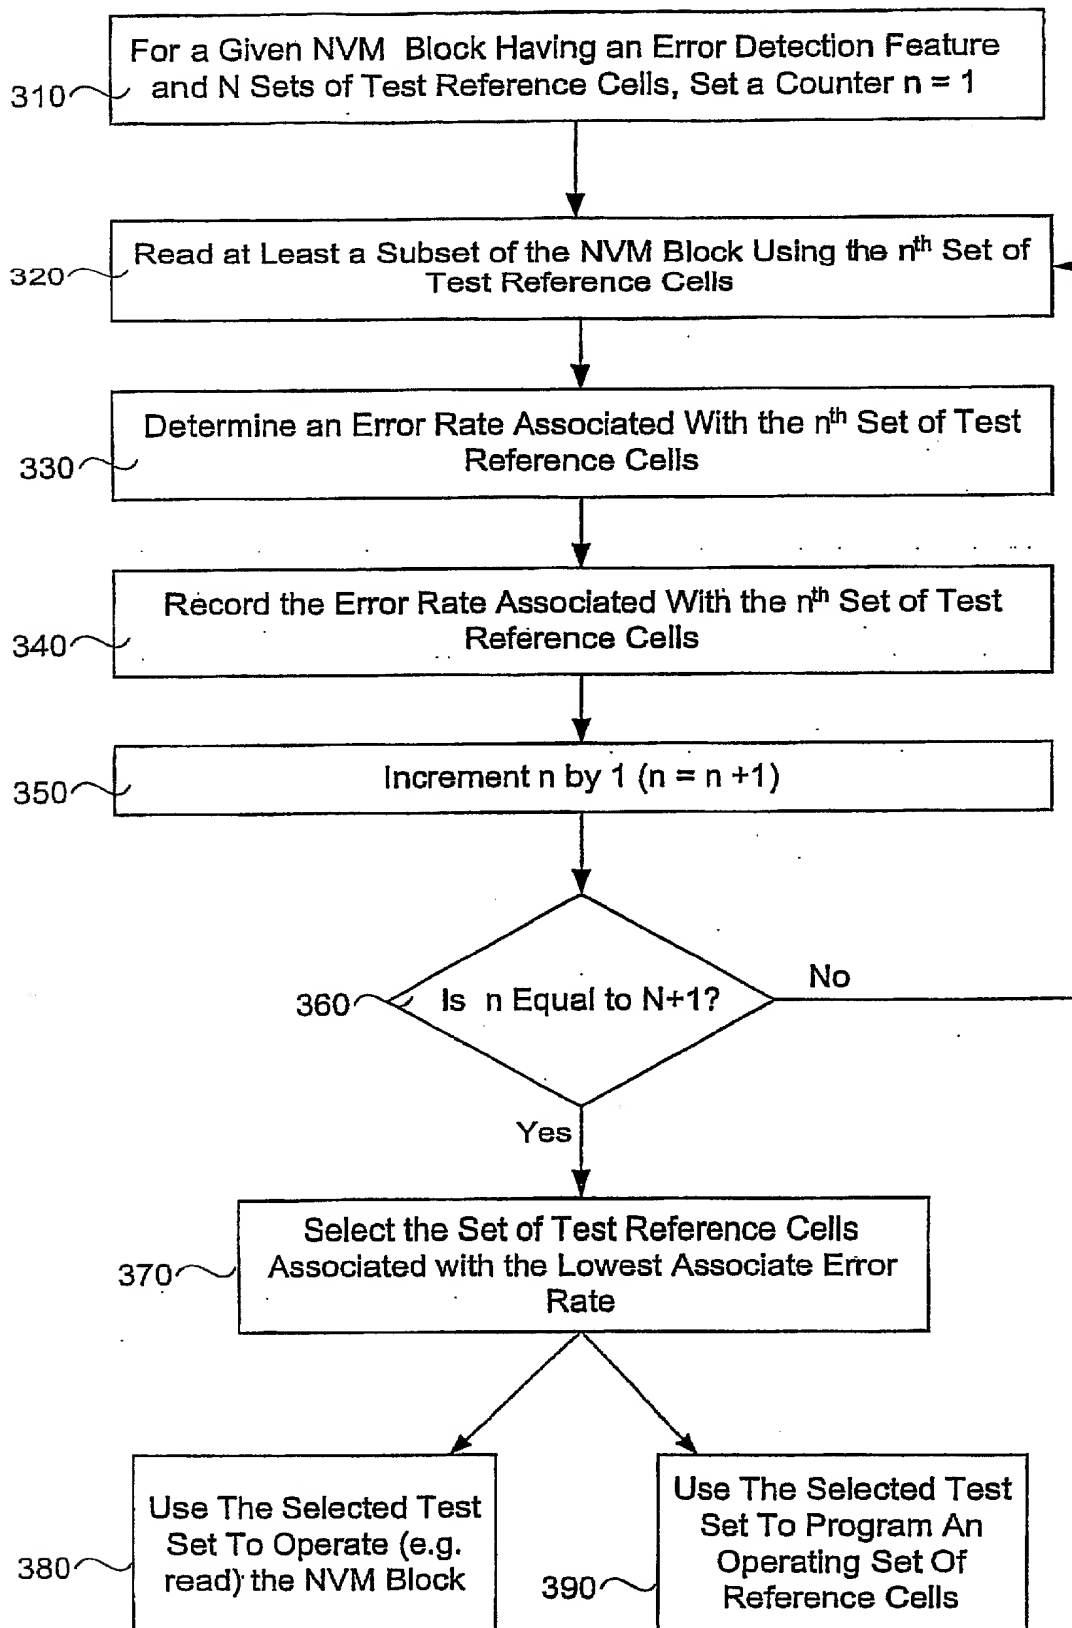 For a Given NVM Block Having an Error Detection Feature
310 and N Sets of Test Reference Cells, Set a Counter n = 1
Read at Least a Subset of the NVM Block Using the nth Set of
320 Test Reference Cells
Determine an Error Rate Associated With the nth Set of Test
330 Reference Cells
Record the Error Rate Associated With the nth Set of Test
340 Reference Cells
350 Increment n by 1 (n = n +1)
360 Is n Equal to N+1?
No
Yes
Select the Set of Test Reference Cells
370 Associated with the Lowest Associate Error
Rate
Use The Selected Test
Set To Operate (e.g.
380 read) the NVM Block
Use The Selected Test
Set To Program An
Operating Set Of
390 Reference Cells